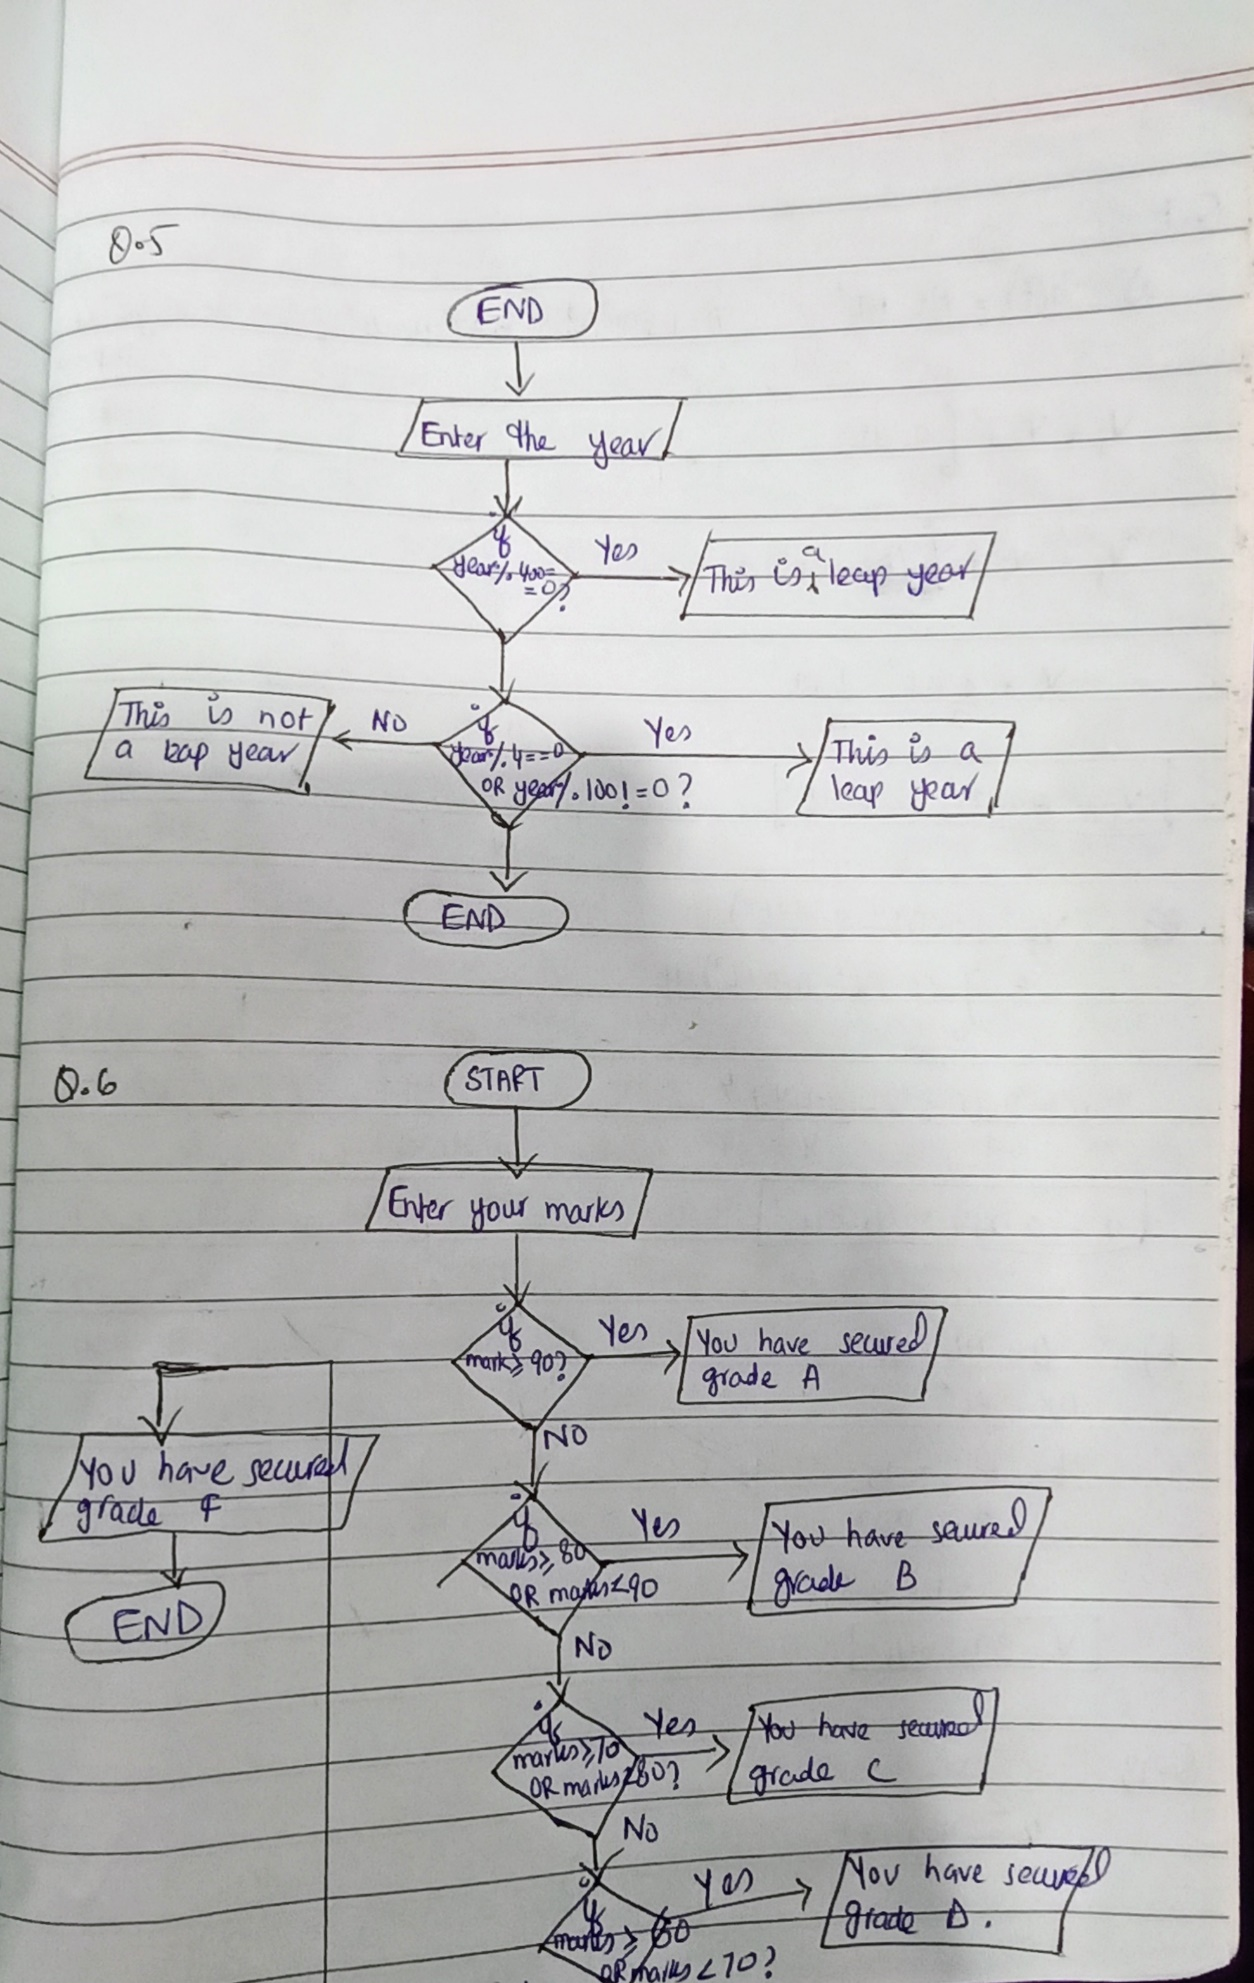 Q.5
END
Enter the year
if
year%400=
=0?
Yes
This is a leap year
This is not
a leap year
NO
if
year%4==0
OR year%100!=0?
Yes
This is a
leap year
END
Q.6
START
Enter your marks
if
mark≥90?
Yes
You have secured
grade A
NO
if
marks≥80
OR marks<90
Yes
You have secured
grade B
NO
if
marks≥70
OR marks<80?
Yes
You have secured
grade C
NO
if
marks≥60
OR marks<70?
Yes
You have secured
grade D.
You have secured
grade F
END